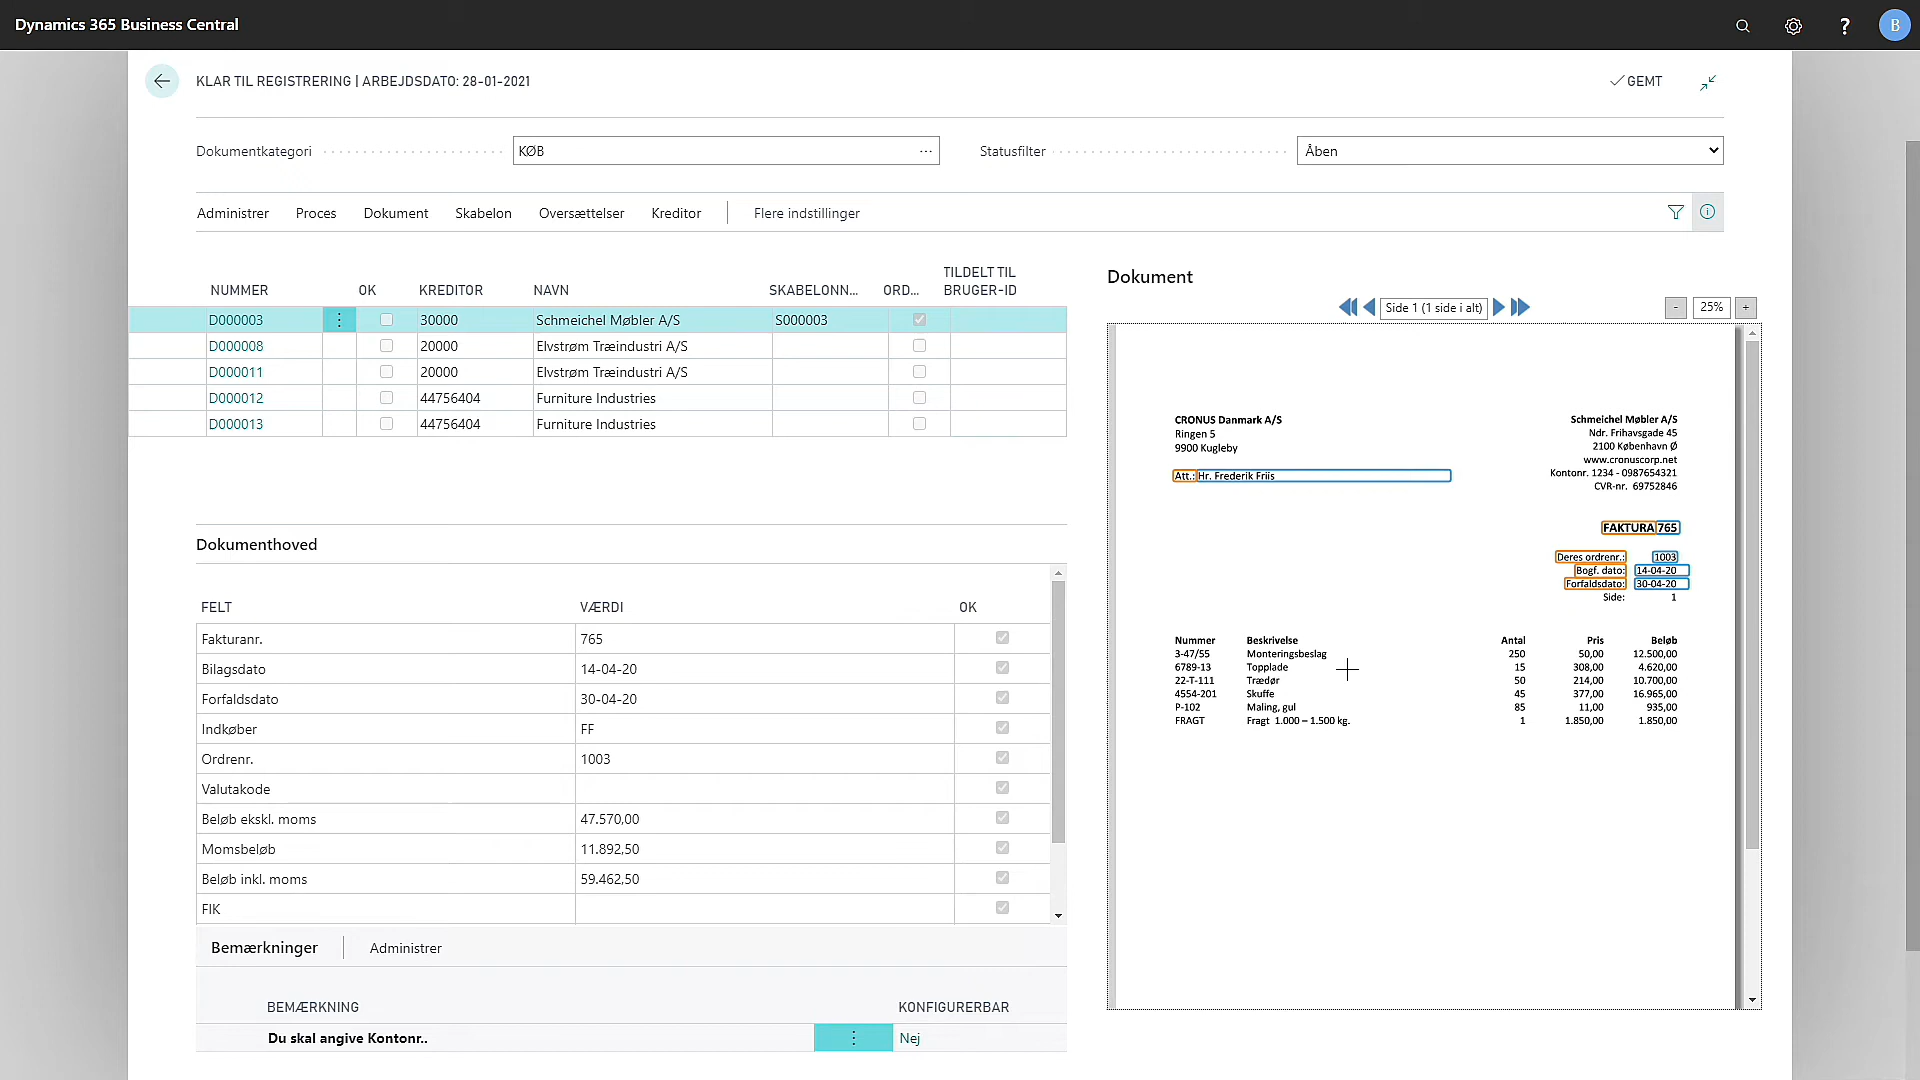 Dynamics 365 Business Central
?
B
KLAR TIL REGISTRERING | ARBEJDSDATO: 28-01-2021
GEMT
Dokumentkategori
KØB
...
Statusfilter
Åben
Administrer Proces Dokument Skabelon Oversættelser Kreditor Flere indstillinger
NUMMER OK KREDITOR NAVN SKABELONN... ORD... TILDELT TIL
BRUGER-ID
D000003 30000 Schmeichel Møbler A/S S000003
D000008 20000 Elvstrøm Træindustri A/S
D000011 20000 Elvstrøm Træindustri A/S
D000012 44756404 Furniture Industries
D000013 44756404 Furniture Industries
Dokumenthoved
FELT VÆRDI OK
Fakturanr. 765
Bilagsdato 14-04-20
Forfaldsdato 30-04-20
Indkøber FF
Ordrenr. 1003
Valutakode
Beløb ekskl. moms 47.570,00
Momsbeløb 11.892,50
Beløb inkl. moms 59.462,50
FIK
Bemærkninger Administrer
BEMÆRKNING KONFIGURERBAR
Du skal angive Kontonr.. Nej
Dokument
Side 1 (1 side i alt)
- 25% +
CRONUS Danmark A/S
Ringen 5
9900 Kugleby
Att.: Hr. Frederik Friis
Schmeichel Møbler A/S
Ndr. Frihavsgade 45
2100 København Ø
www.cronuscorp.net
Kontonr. 1234 - 0987654321
CVR-nr. 69752846
FAKTURA 765
Deres ordrenr.: 1003
Bogf. dato: 14-04-20
Forfaldsdato: 30-04-20
Side: 1
Nummer Beskrivelse Antal Pris Beløb
3-47/55 Monteringsbeslag 250 50,00 12.500,00
6789-13 Topplade 15 308,00 4.620,00
22-T-111 Trædør 50 214,00 10.700,00
4554-201 Skuffe 45 377,00 16.965,00
P-102 Maling, gul 85 11,00 935,00
FRAGT Fragt 1.000 – 1.500 kg. 1 1.850,00 1.850,00